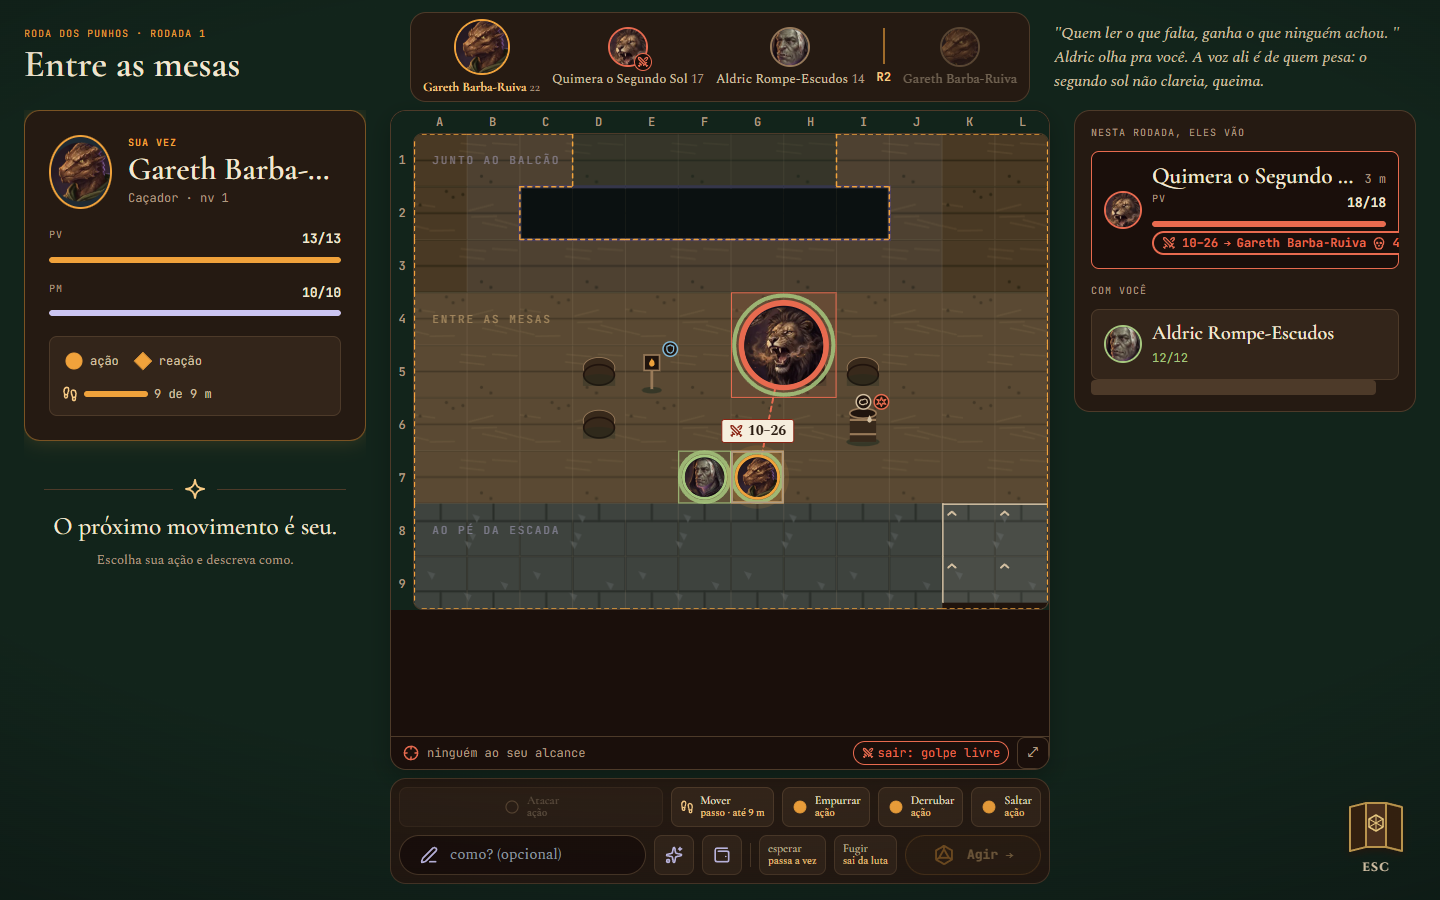 RODA DOS PUNHOS · RODADA 1
Entre as mesas
Gareth Barba-Ruiva 22
Quimera o Segundo Sol 17
Aldric Rompe-Escudos 14
R2
Gareth Barba-Ruiva
"Quem ler o que falta, ganha o que ninguém achou. "
Aldric olha pra você. A voz ali é de quem pesa: o
segundo sol não clareia, queima.
SUA VEZ
Gareth Barba-...
Caçador · nv 1
PV
13/13
PM
10/10
ação
reação
9 de 9 m
O próximo movimento é seu.
Escolha sua ação e descreva como.
A B C D E F G H I J K L
1
2
3
4
5
6
7
8
9
JUNTO AO BALCÃO
ENTRE AS MESAS
10–26
AO PÉ DA ESCADA
ninguém ao seu alcance
sair: golpe livre
Atacar
ação
Mover
passo · até 9 m
Empurrar
ação
Derrubar
ação
Saltar
ação
como? (opcional)
esperar
passa a vez
Fugir
sai da luta
Agir →
NESTA RODADA, ELES VÃO
Quimera o Segundo ... 3 m
PV
18/18
10–26 → Gareth Barba-Ruiva 4
COM VOCÊ
Aldric Rompe-Escudos
12/12
ESC